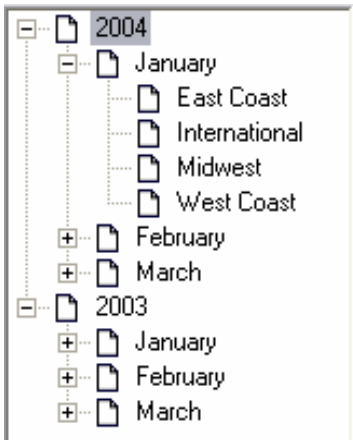 2004
January
East Coast
International
Midwest
West Coast
February
March
2003
January
February
March